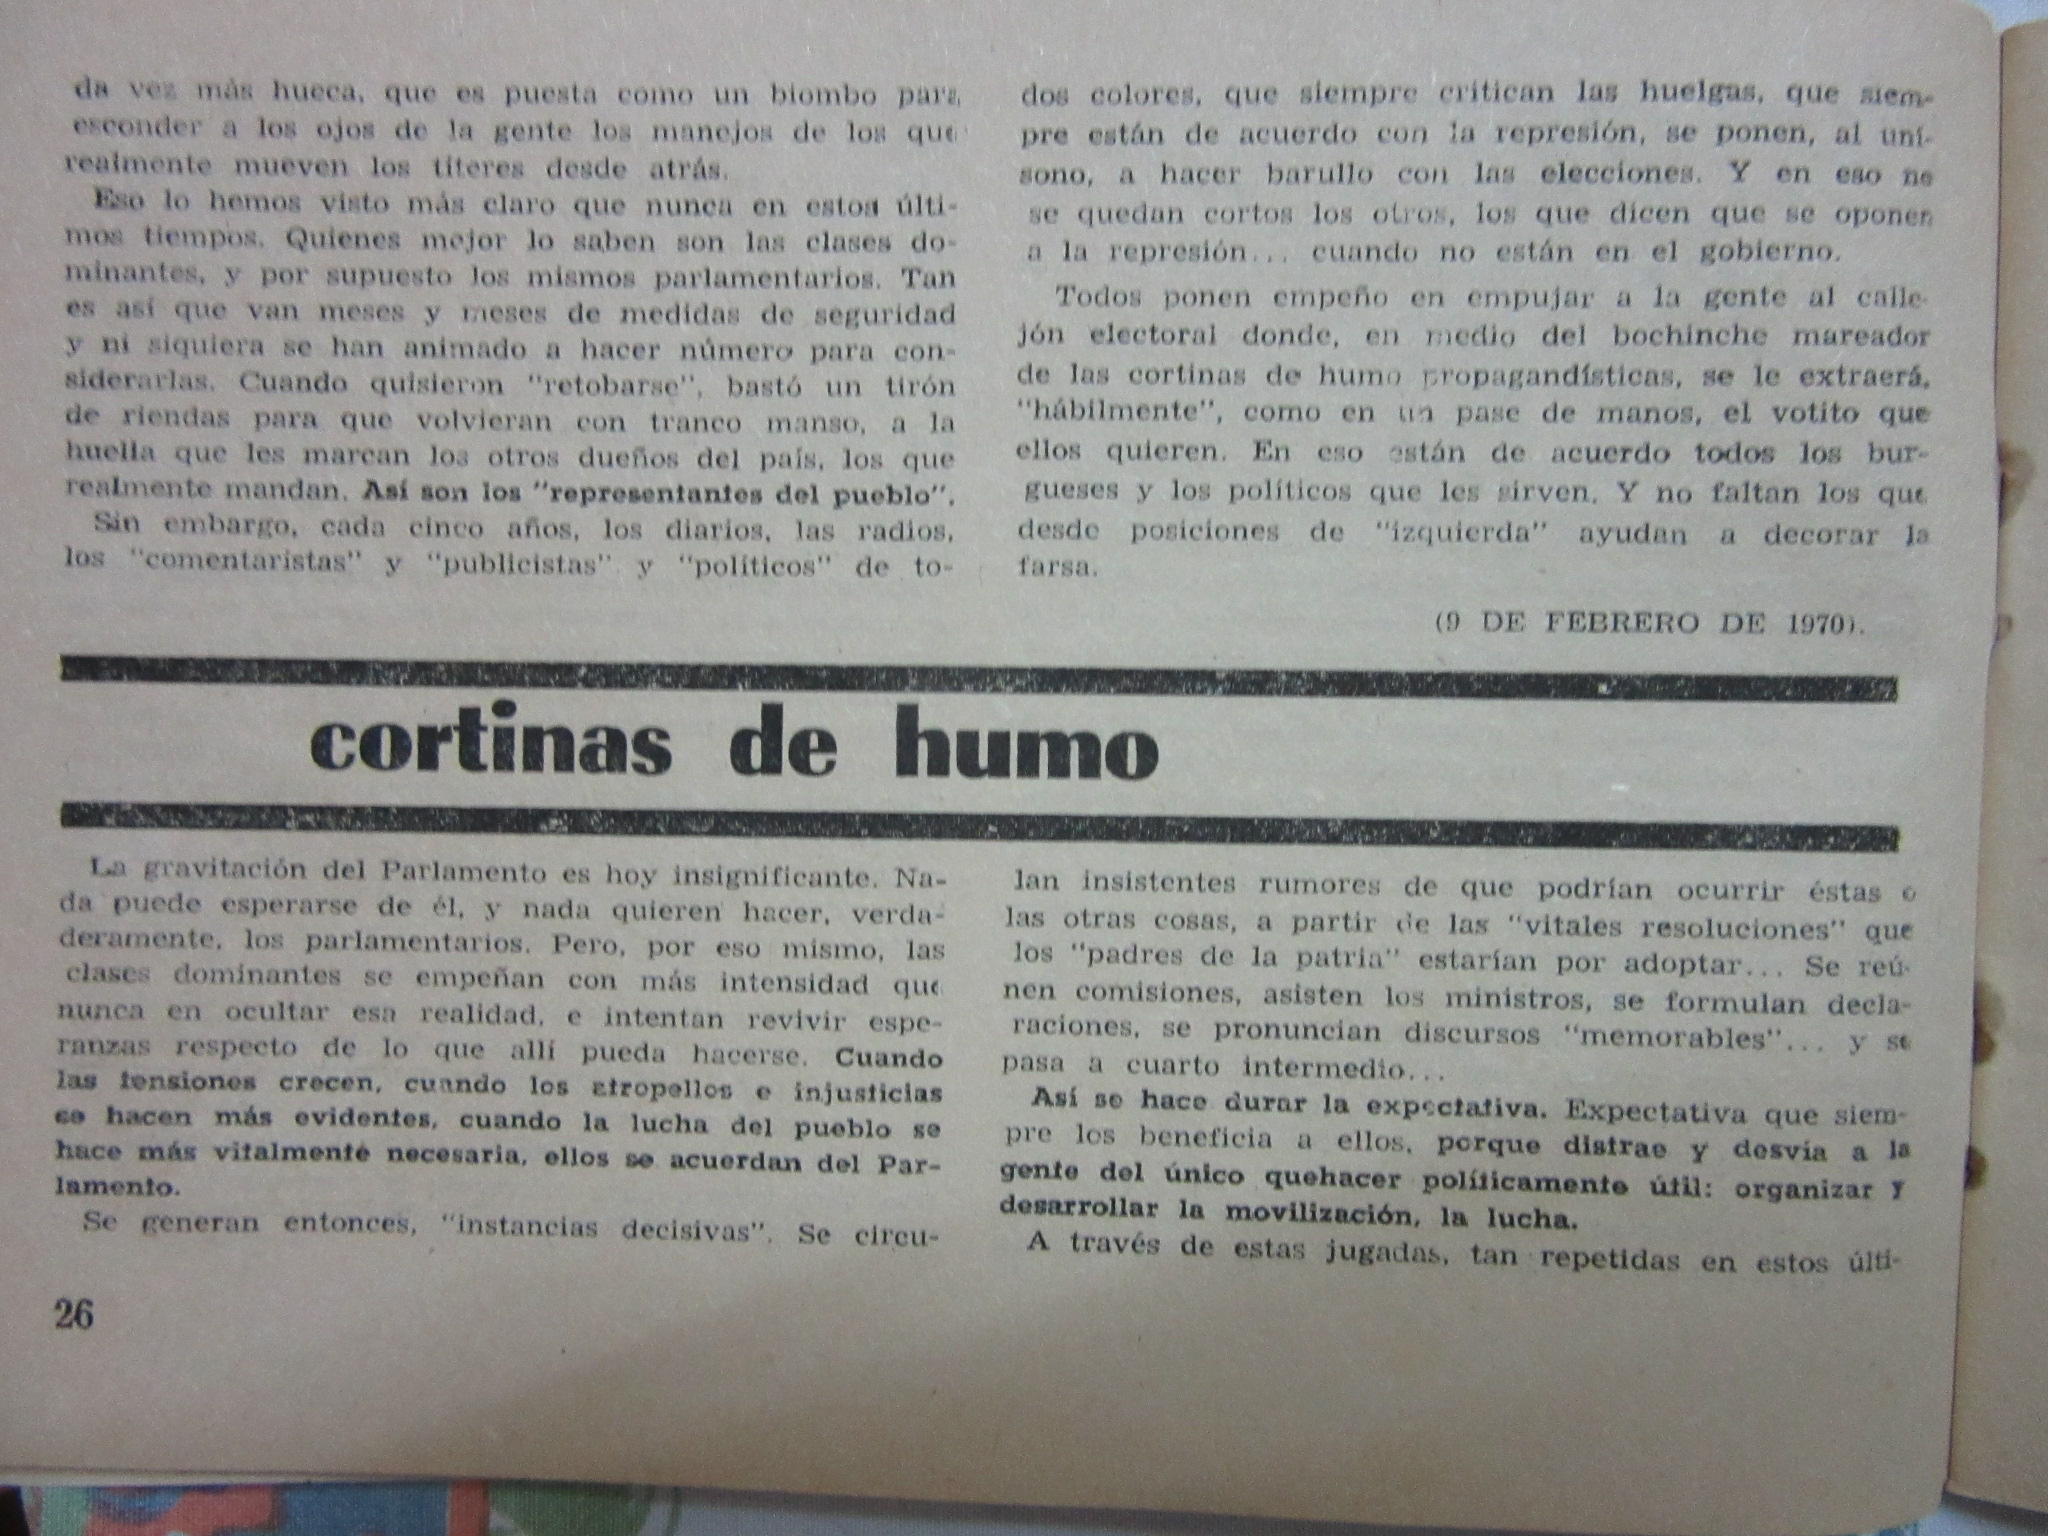 da vez más hueca, que es puesta como un biombo para
esconder a los ojos de la gente los manejos de los que
realmente mueven los títeres desde atrás.
Eso lo hemos visto más claro que nunca en estos últi-
mos tiempos. Quienes mejor lo saben son las clases do-
minantes, y por supuesto los mismos parlamentarios. Tan
es así que van meses y meses de medidas de seguridad
y ni siquiera se han animado a hacer número para con-
siderarlas. Cuando quisieron "retobarse", bastó un tirón
de riendas para que volvieran con tranco manso, a la
huella que les marcan los otros dueños del país, los que
realmente mandan. Así son los "representantes del pueblo".
Sin embargo, cada cinco años, los diarios, las radios,
los "comentaristas" y "publicistas" y "políticos" de to-
dos colores, que siempre critican las huelgas, que siem-
pre están de acuerdo con la represión, se ponen, al uní-
sono, a hacer barullo con las elecciones. Y en eso no
se quedan cortos los otros, los que dicen que se oponen
a la represión... cuando no están en el gobierno.
Todos ponen empeño en empujar a la gente al calle-
jón electoral donde, en medio del bochinche mareador
de las cortinas de humo propagandísticas, se le extraerá,
"hábilmente", como en un pase de manos, el votito que
ellos quieren. En eso están de acuerdo todos los bur-
gueses y los políticos que les sirven. Y no faltan los que
desde posiciones de "izquierda" ayudan a decorar la
farsa.
(9 DE FEBRERO DE 1970).
cortinas de humo
La gravitación del Parlamento es hoy insignificante. Na-
da puede esperarse de él, y nada quieren hacer, verda-
deramente, los parlamentarios. Pero, por eso mismo, las
clases dominantes se empeñan con más intensidad que
nunca en ocultar esa realidad, e intentan revivir espe-
ranzas respecto de lo que allí pueda hacerse. Cuando
las tensiones crecen, cuando los atropellos e injusticias
se hacen más evidentes, cuando la lucha del pueblo se
hace más vitalmente necesaria, ellos se acuerdan del Par-
lamento.
Se generan entonces, "instancias decisivas". Se circu-
lan insistentes rumores de que podrían ocurrir éstas o
las otras cosas, a partir de las "vitales resoluciones" que
los "padres de la patria" estarían por adoptar... Se reú-
nen comisiones, asisten los ministros, se formulan decla-
raciones, se pronuncian discursos "memorables"... y se
pasa a cuarto intermedio...
Así se hace durar la expectativa. Expectativa que siem-
pre los beneficia a ellos, porque distrae y desvía a la
gente del único quehacer políticamente útil: organizar y
desarrollar la movilización, la lucha.
A través de estas jugadas, tan repetidas en estos últi-
26